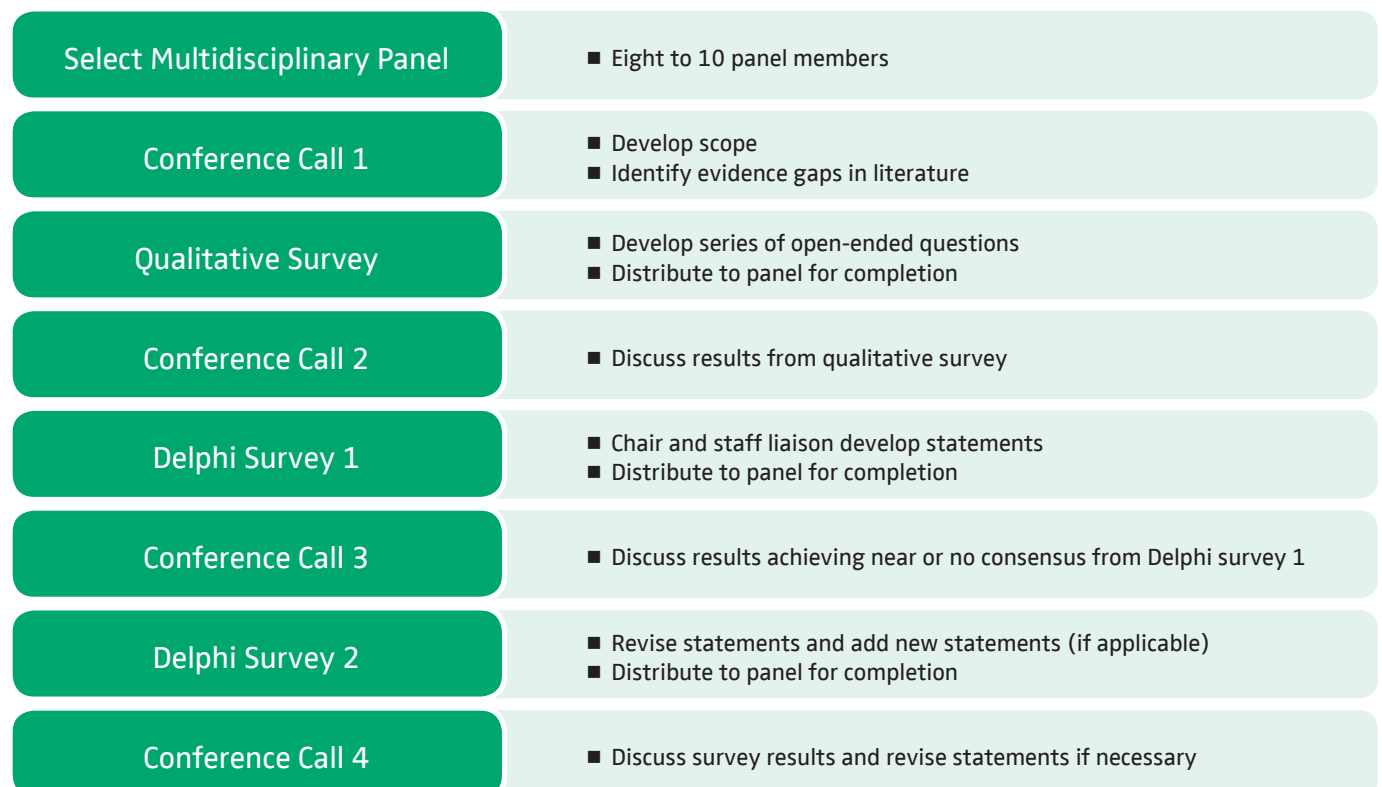 Select Multidisciplinary Panel
■ Eight to 10 panel members
Conference Call 1
■ Develop scope
■ Identify evidence gaps in literature
Qualitative Survey
■ Develop series of open-ended questions
■ Distribute to panel for completion
Conference Call 2
■ Discuss results from qualitative survey
Delphi Survey 1
■ Chair and staff liaison develop statements
■ Distribute to panel for completion
Conference Call 3
■ Discuss results achieving near or no consensus from Delphi survey 1
Delphi Survey 2
■ Revise statements and add new statements (if applicable)
■ Distribute to panel for completion
Conference Call 4
■ Discuss survey results and revise statements if necessary